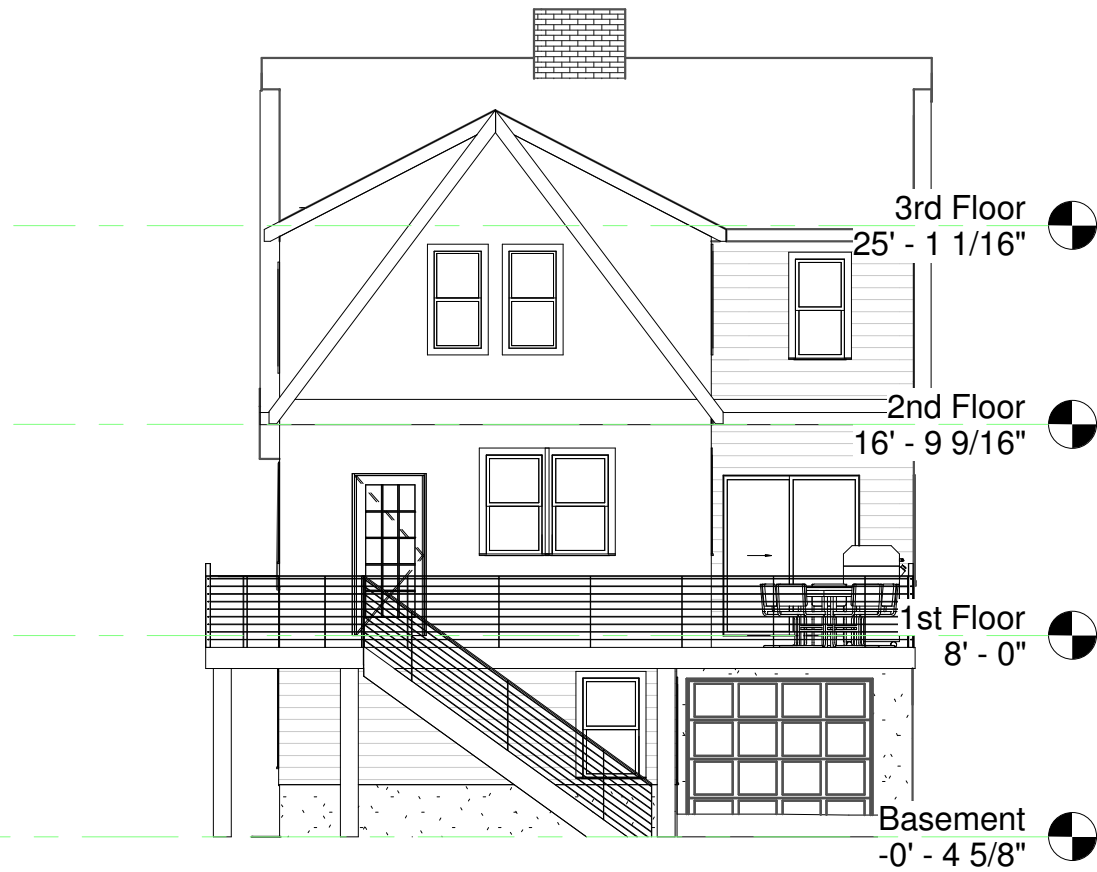 3rd Floor
25' - 1 1/16"
2nd Floor
16' - 9 9/16"
1st Floor
8' - 0"
Basement
-0' - 4 5/8"